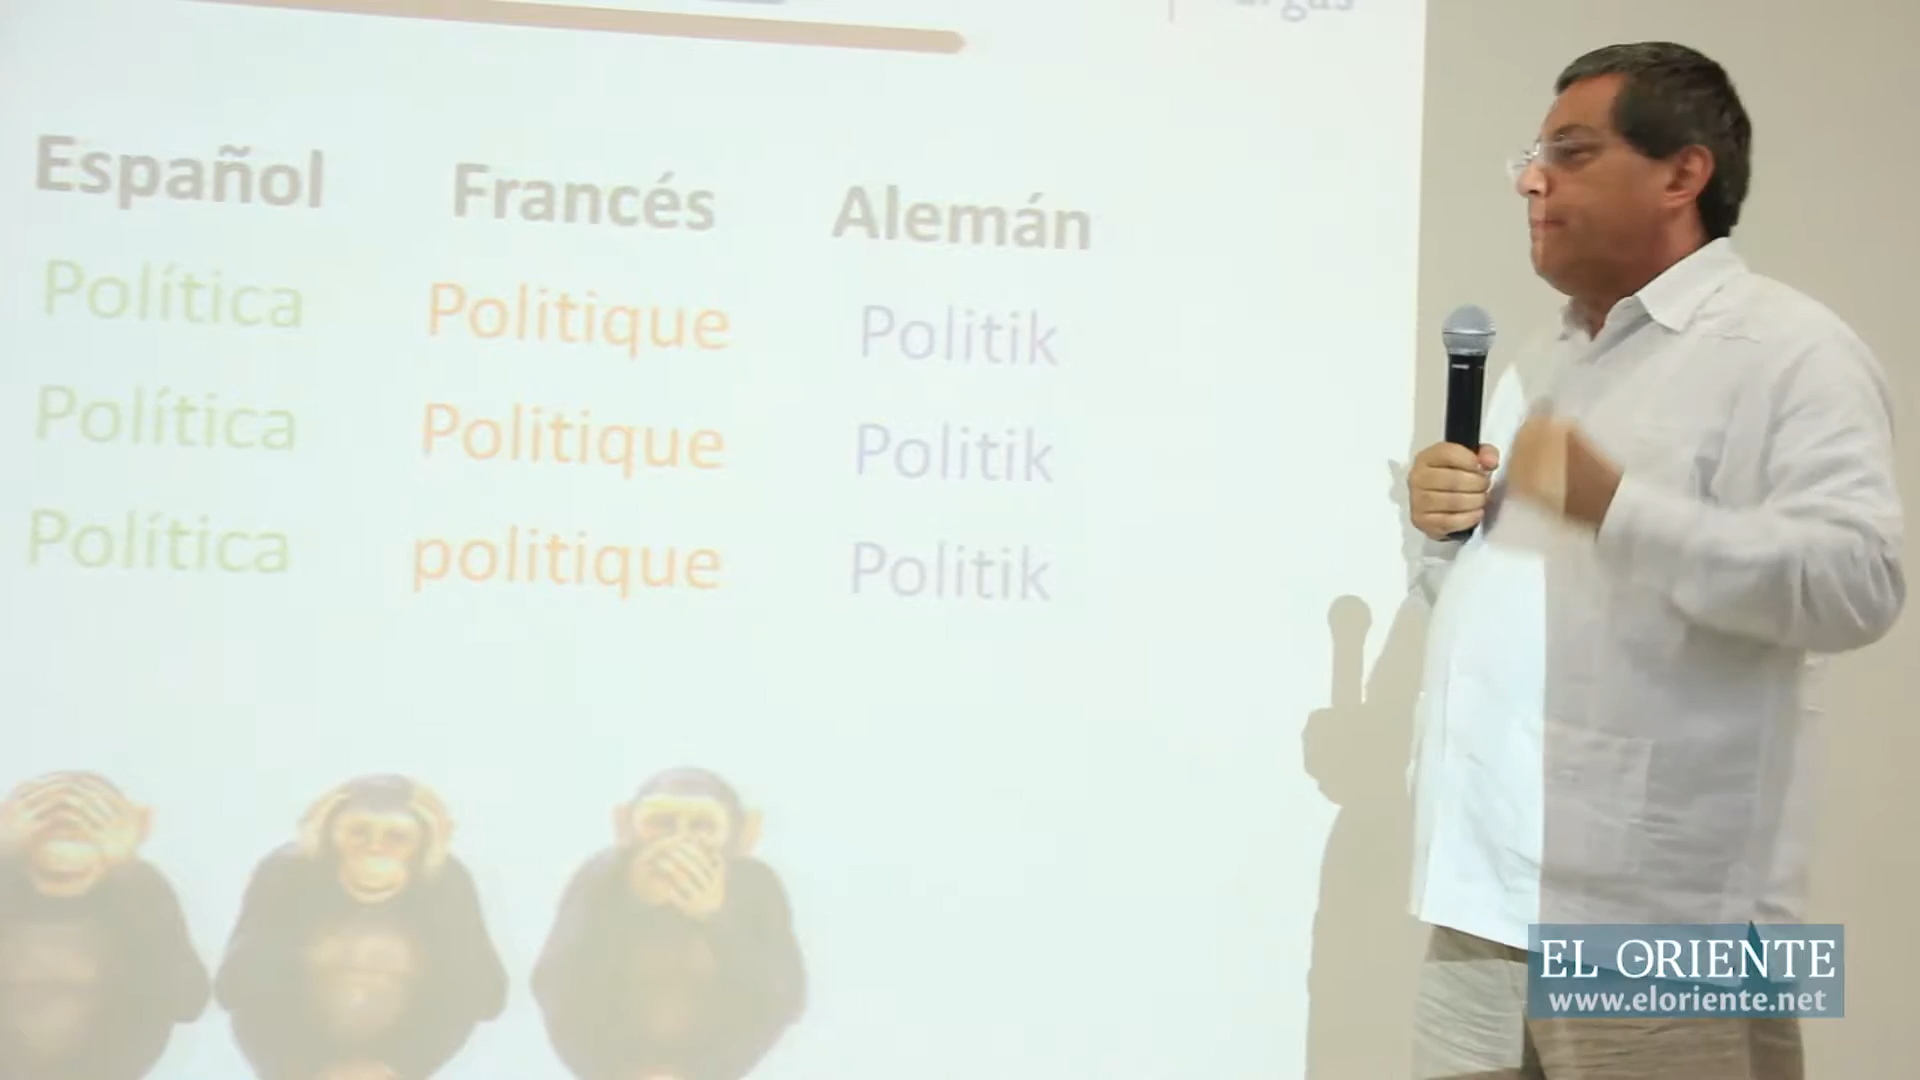 Español Francés Alemán
Política Politique Politik
Política Politique Politik
Política politique Politik
EL ORIENTE
www.eloriente.net